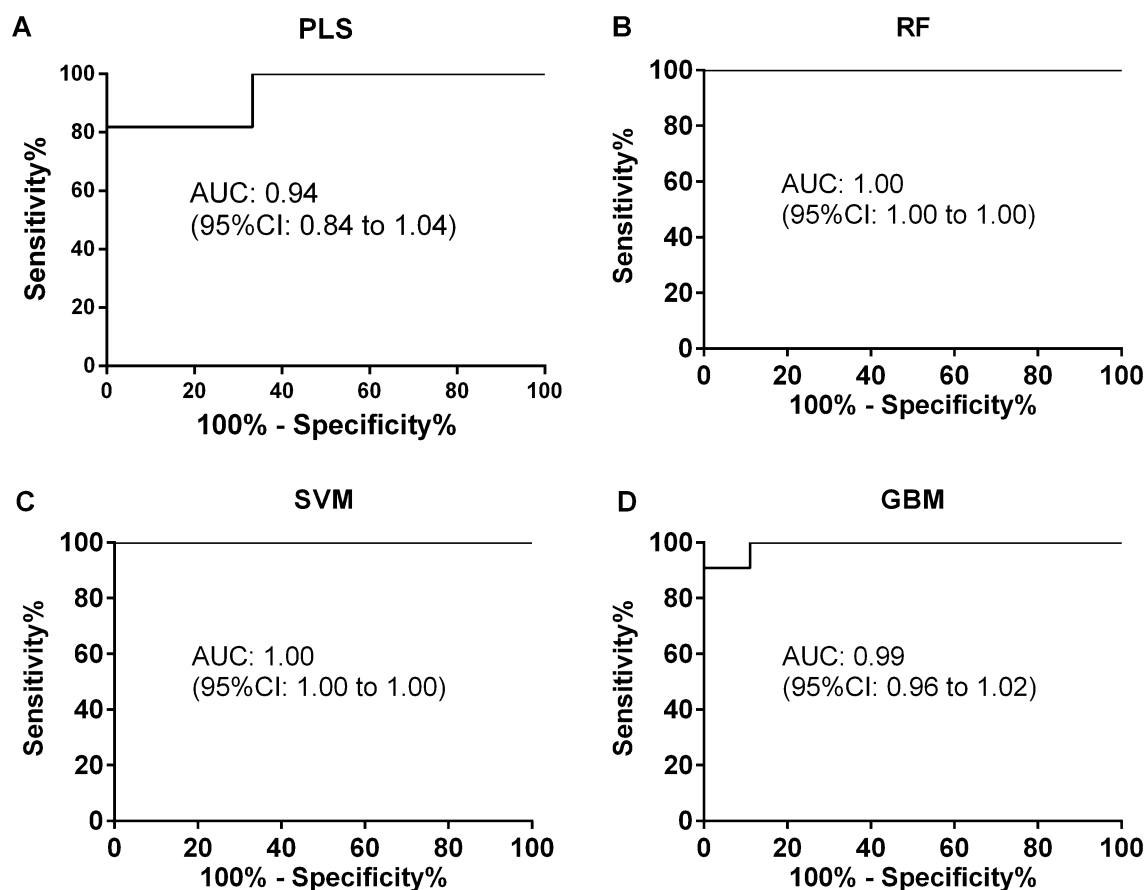 A
PLS
Sensitivity%
100
80
60
40
20
0
AUC: 0.94
(95%CI: 0.84 to 1.04)
0 20 40 60 80 100
100% - Specificity%
B
RF
Sensitivity%
100
80
60
40
20
0
AUC: 1.00
(95%CI: 1.00 to 1.00)
0 20 40 60 80 100
100% - Specificity%
C
SVM
Sensitivity%
100
80
60
40
20
0
AUC: 1.00
(95%CI: 1.00 to 1.00)
0 20 40 60 80 100
100% - Specificity%
D
GBM
Sensitivity%
100
80
60
40
20
0
AUC: 0.99
(95%CI: 0.96 to 1.02)
0 20 40 60 80 100
100% - Specificity%